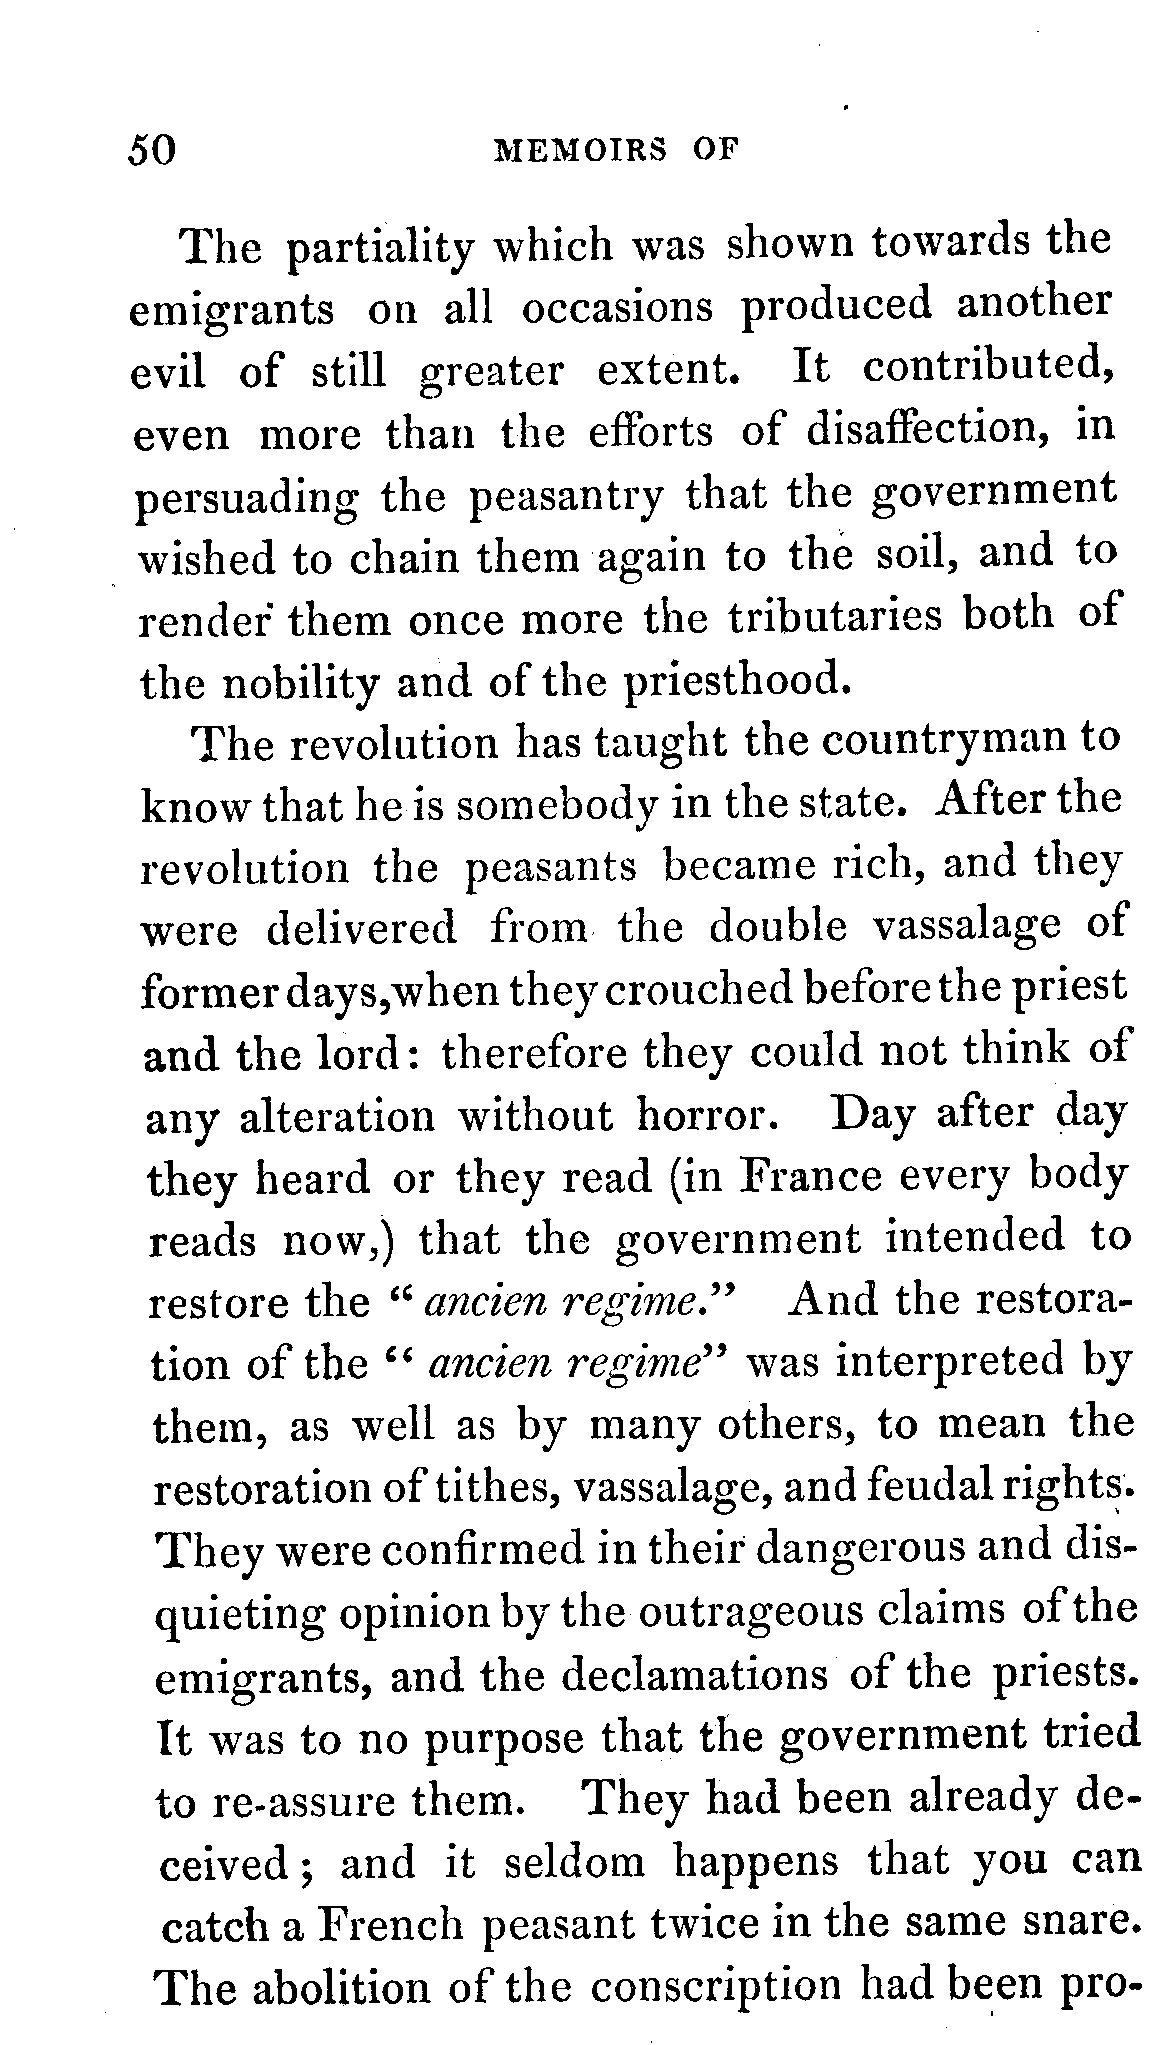 50 MEMOIRS OF
The partiality which was shown towards the
emigrants on all occasions produced another
evil of still greater extent. It contributed,
even more than the efforts of disaffection, in
persuading the peasantry that the government
wished to chain them again to the soil, and to
render them once more the tributaries both of
the nobility and of the priesthood.
The revolution has taught the countryman to
know that he is somebody in the state. After the
revolution the peasants became rich, and they
were delivered from the double vassalage of
former days, when they crouched before the priest
and the lord: therefore they could not think of
any alteration without horror. Day after day
they heard or they read (in France every body
reads now,) that the government intended to
restore the “ancien regime.” And the restora-
tion of the “ancien regime” was interpreted by
them, as well as by many others, to mean the
restoration of tithes, vassalage, and feudal rights.
They were confirmed in their dangerous and dis-
quieting opinion by the outrageous claims of the
emigrants, and the declamations of the priests.
It was to no purpose that the government tried
to re-assure them. They had been already de-
ceived; and it seldom happens that you can
catch a French peasant twice in the same snare.
The abolition of the conscription had been pro-